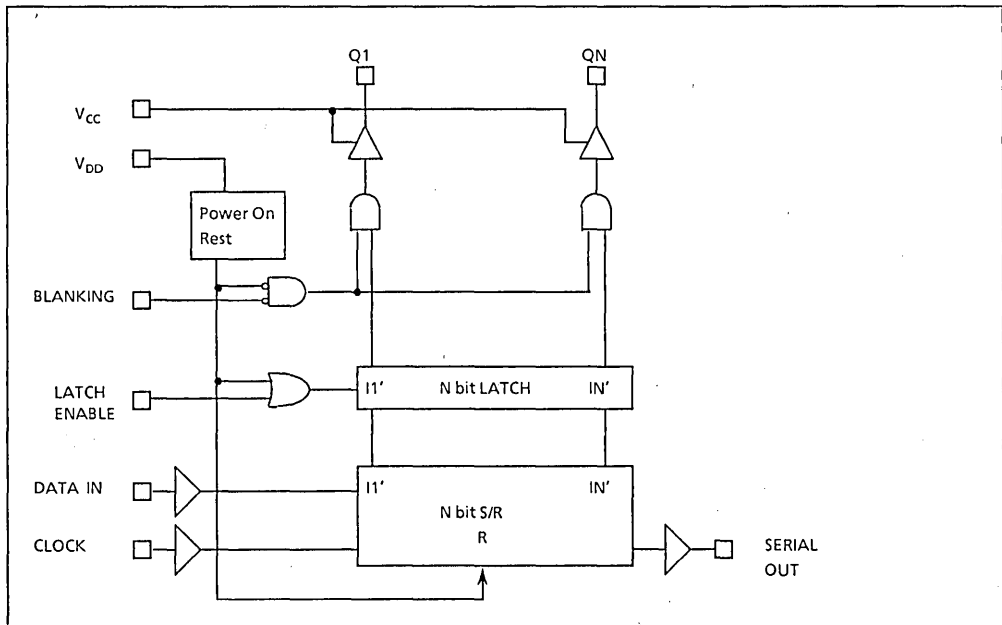 Q1
QN
VCC
VDD
Power On
Rest
BLANKING
LATCH
ENABLE
I1' N bit LATCH IN'
DATA IN
I1' IN'
N bit S/R
R
CLOCK
SERIAL
OUT